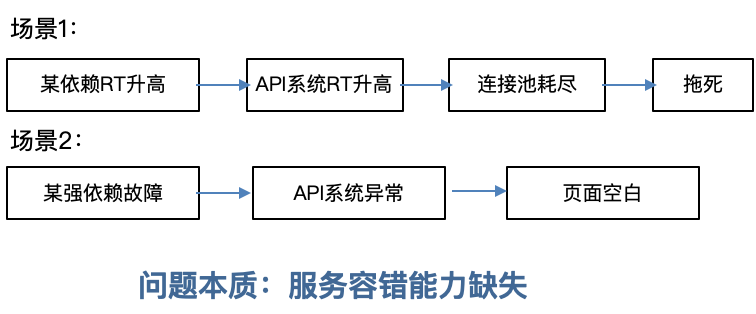 场景1：
某依赖RT升高 API系统RT升高 连接池耗尽 拖死
场景2：
某强依赖故障 API系统异常 页面空白
问题本质：服务容错能力缺失